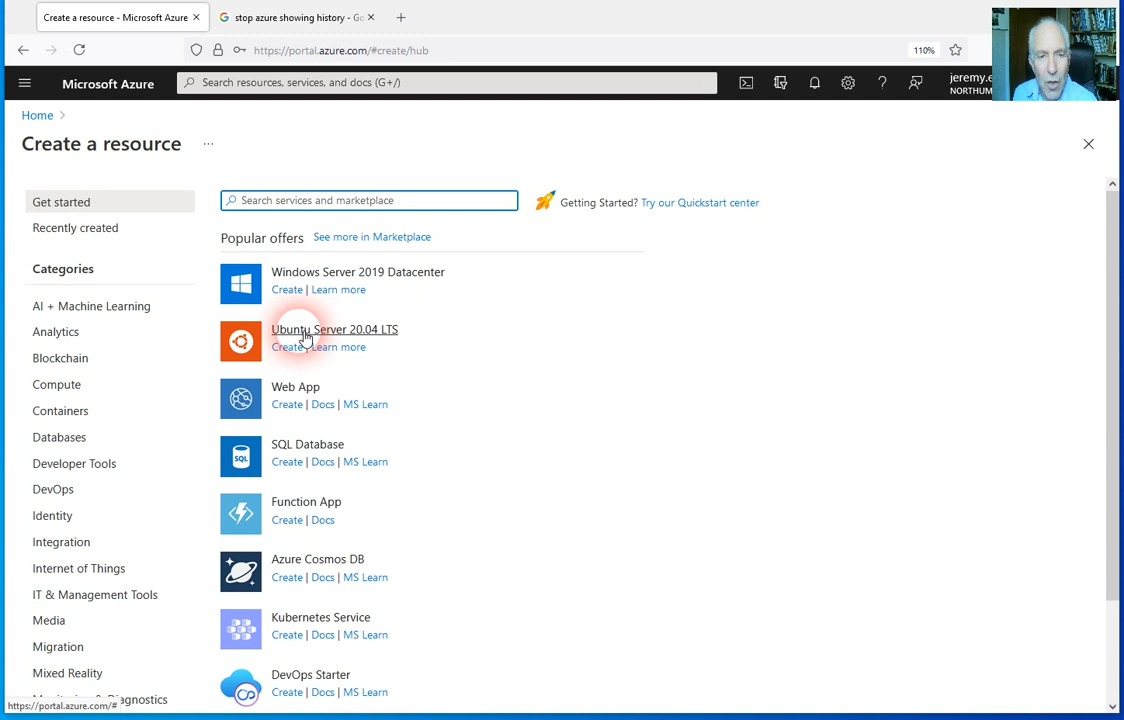 Create a resource - Microsoft Azure
stop azure showing history - Go
https://portal.azure.com/#create/hub
110%
Microsoft Azure
Search resources, services, and docs (G+/)
jeremy.e
NORTHUM
Home
Create a resource
Get started
Search services and marketplace
Getting Started? Try our Quickstart center
Recently created
Popular offers See more in Marketplace
Categories
Windows Server 2019 Datacenter
Create | Learn more
AI + Machine Learning
Analytics
Ubuntu Server 20.04 LTS
Create | Learn more
Blockchain
Compute
Web App
Create | Docs | MS Learn
Containers
Databases
SQL Database
Create | Docs | MS Learn
Developer Tools
DevOps
Function App
Create | Docs
Identity
Integration
Azure Cosmos DB
Create | Docs | MS Learn
Internet of Things
IT & Management Tools
Kubernetes Service
Create | Docs | MS Learn
Media
Migration
Mixed Reality
DevOps Starter
Create | Docs | MS Learn
& Diagnostics
https://portal.azure.com/#